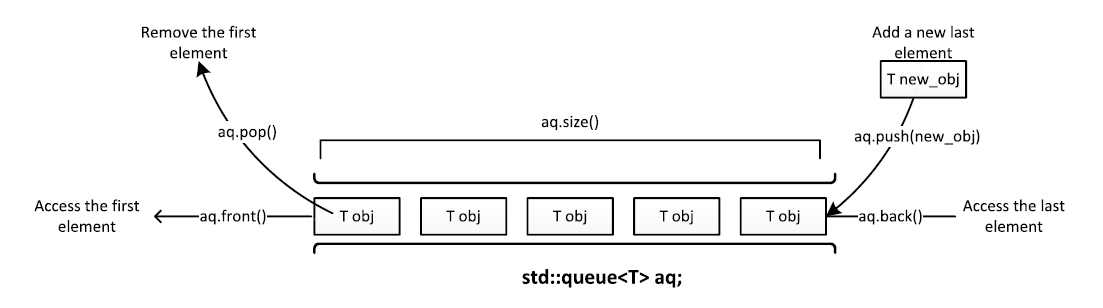 Remove the first
element
Add a new last
element
T new_obj
aq.pop()
aq.size()
aq.push(new_obj)
Access the first
element
aq.front()
T obj
T obj
T obj
T obj
T obj
aq.back()
Access the last
element
std::queue<T> aq;